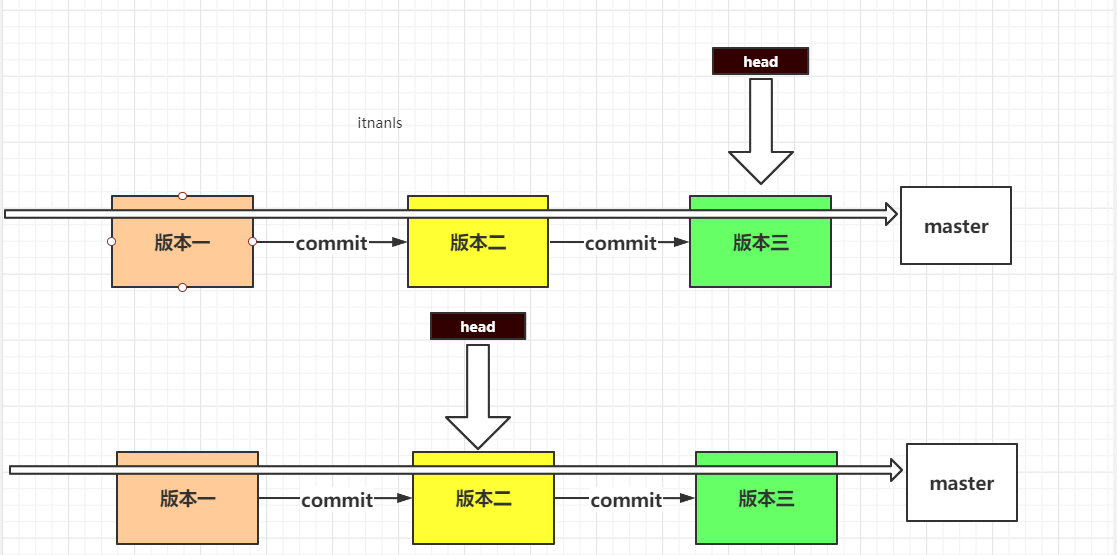 head
itnanls
版本一
commit
版本二
commit
版本三
master
head
版本一
commit
版本二
commit
版本三
master